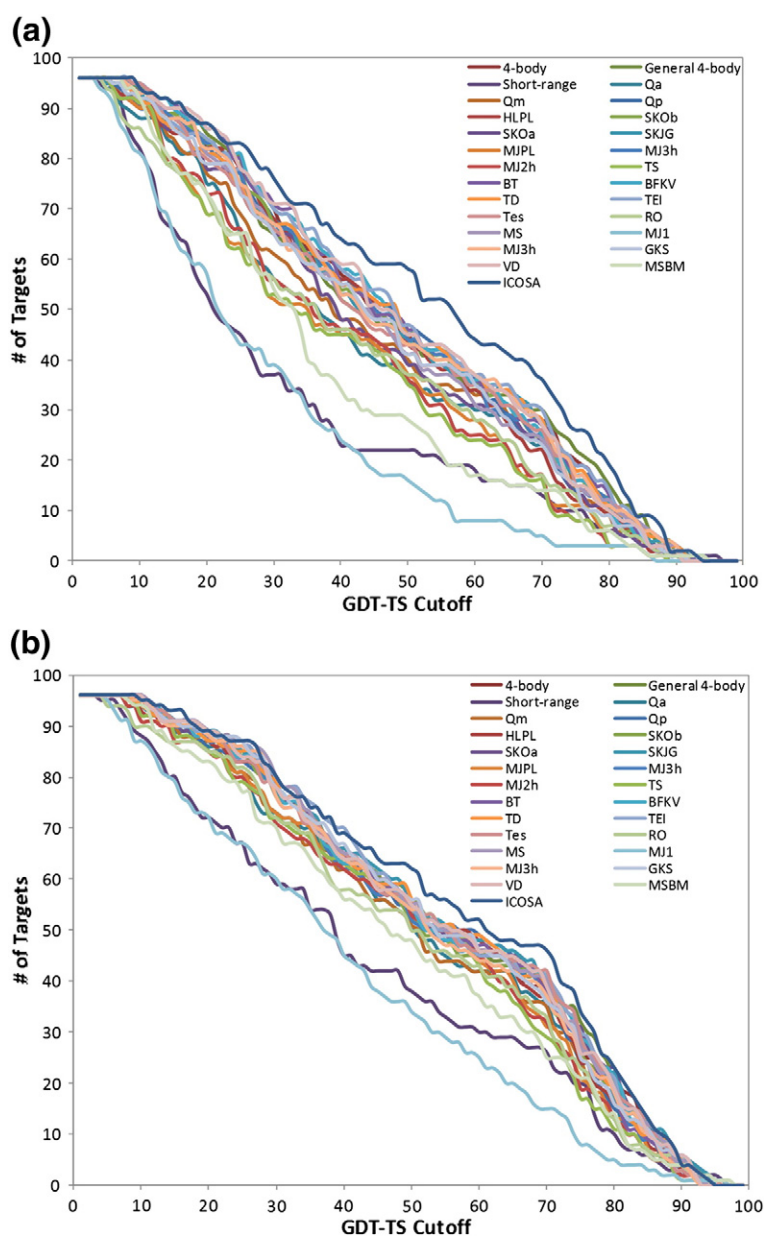 (a)
100
90
80
70
60
50
40
30
20
10
0
# of Targets
4-body General 4-body
Short-range Qa
Qm Qp
HLPL SKOb
SKOa SKJG
MJPL MJ3h
MJ2h TS
BT BFKV
TD TEl
Tes RO
MS MJ1
MJ3h GKS
VD MSBM
ICOSA
0 10 20 30 40 50 60 70 80 90 100
GDT-TS Cutoff
(b)
100
90
80
70
60
50
40
30
20
10
0
# of Targets
4-body General 4-body
Short-range Qa
Qm Qp
HLPL SKOb
SKOa SKJG
MJPL MJ3h
MJ2h TS
BT BFKV
TD TEl
Tes RO
MS MJ1
MJ3h GKS
VD MSBM
ICOSA
0 10 20 30 40 50 60 70 80 90 100
GDT-TS Cutoff